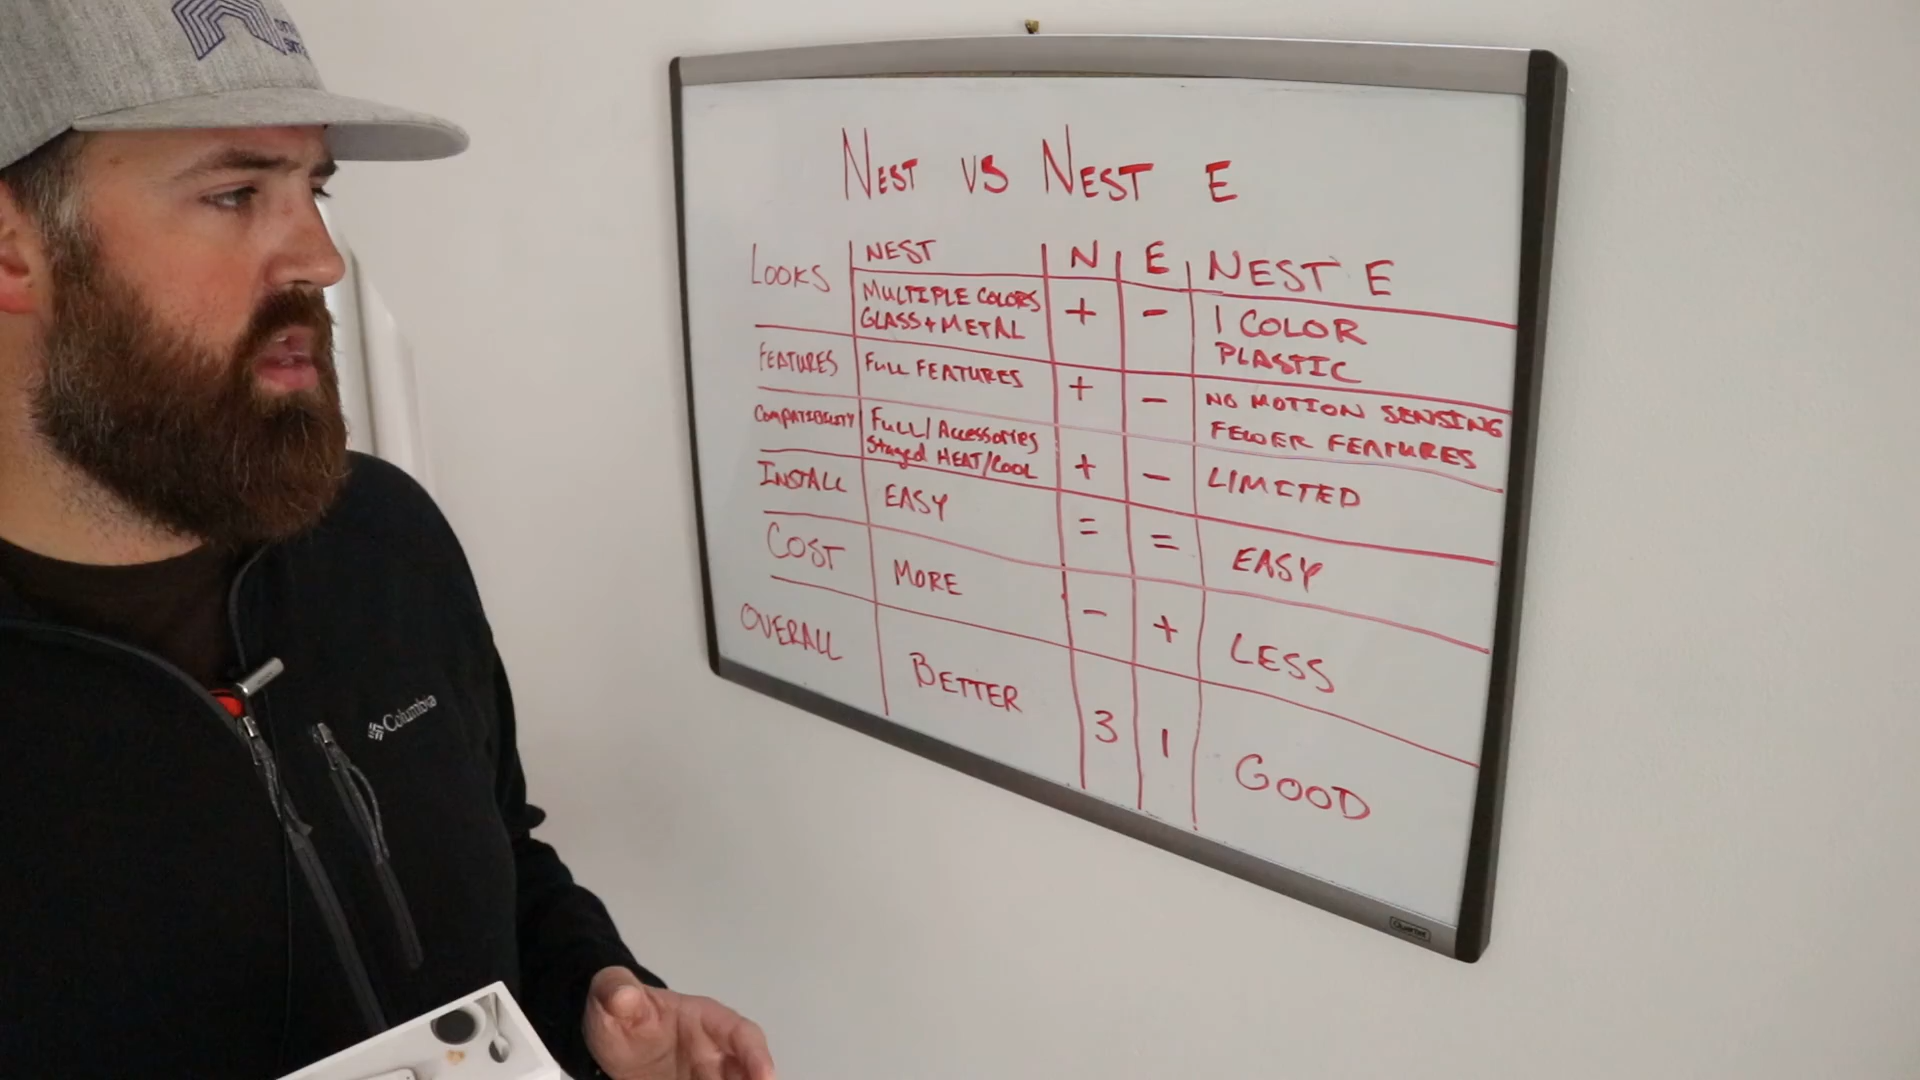 NEST VS NEST E
LOOKS NEST N E NEST E
MULTIPLE COLORS + - 1 COLOR
GLASS + METAL PLASTIC
FEATURES FULL FEATURES + - NO MOTION SENSING
FEWER FEATURES
COMPATIBILITY Full/Accessories + - LIMITED
Staged HEAT/COOL
INSTALL EASY = = EASY
COST MORE - + LESS
OVERALL BETTER 3 1 GOOD
Columbia
Quartet